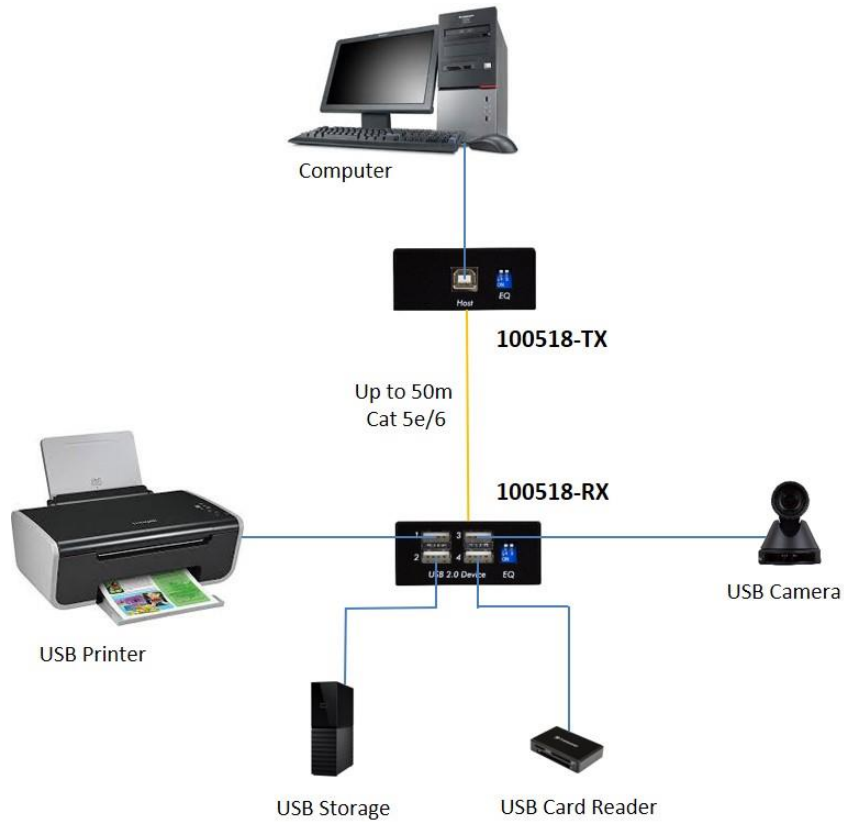 Computer
Host
EQ
100518-TX
Up to 50m
Cat 5e/6
100518-RX
1
3
2
4
USB 2.0 Device
EQ
USB Camera
USB Printer
USB Storage
USB Card Reader